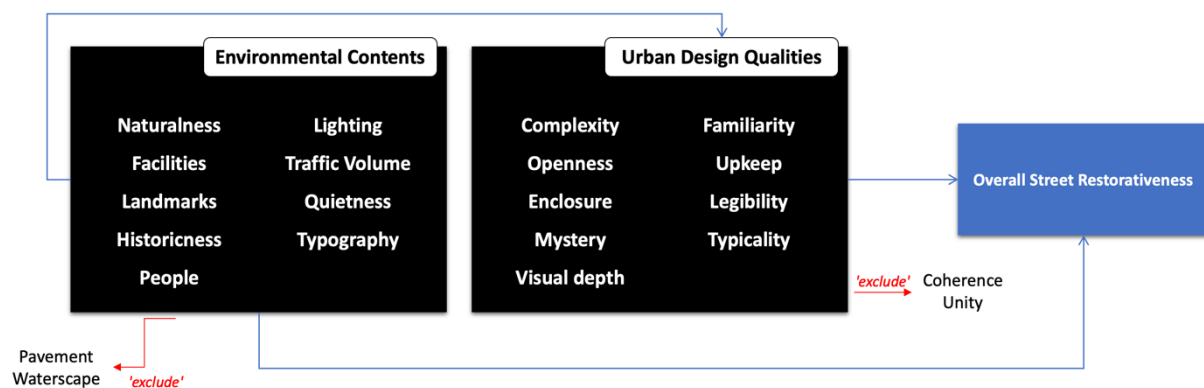 Environmental Contents
Naturalness
Facilities
Landmarks
Historicness
People
Lighting
Traffic Volume
Quietness
Typography
Pavement
Waterscape
'exclude'
Urban Design Qualities
Complexity
Openness
Enclosure
Mystery
Visual depth
Familiarity
Upkeep
Legibility
Typicality
'exclude'
Coherence
Unity
Overall Street Restorativeness